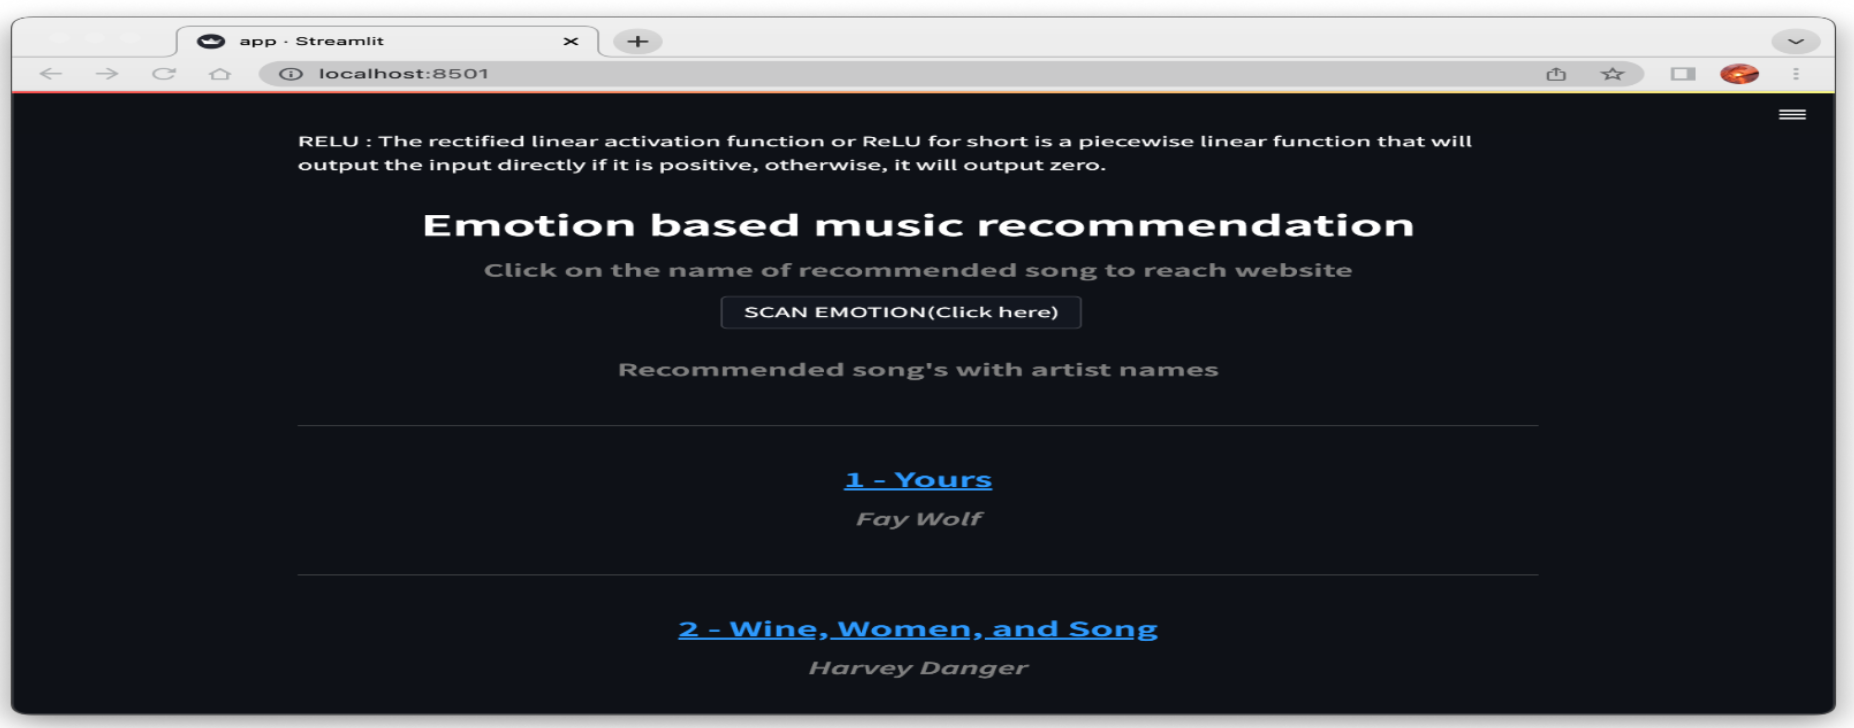 app · Streamlit
localhost:8501
RELU : The rectified linear activation function or ReLU for short is a piecewise linear function that will
output the input directly if it is positive, otherwise, it will output zero.
Emotion based music recommendation
Click on the name of recommended song to reach website
SCAN EMOTION(Click here)
Recommended song's with artist names
1 - Yours
Fay Wolf
2 - Wine, Women, and Song
Harvey Danger